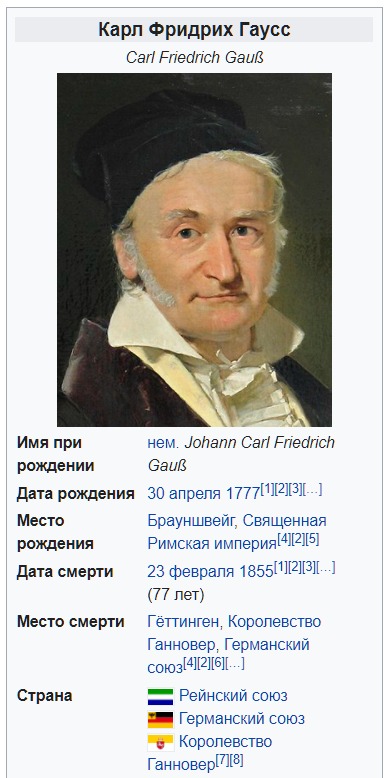 Карл Фридрих Гаусс
Carl Friedrich Gauß
Имя при рождении нем. Johann Carl Friedrich Gauß
Дата рождения 30 апреля 1777[1][2][3][…]
Место рождения Брауншвейг, Священная Римская империя[4][2][5]
Дата смерти 23 февраля 1855[1][2][3][…] (77 лет)
Место смерти Гёттинген, Королевство Ганновер, Германский союз[4][2][6][…]
Страна Рейнский союз
Германский союз
Королевство Ганновер[7][8]